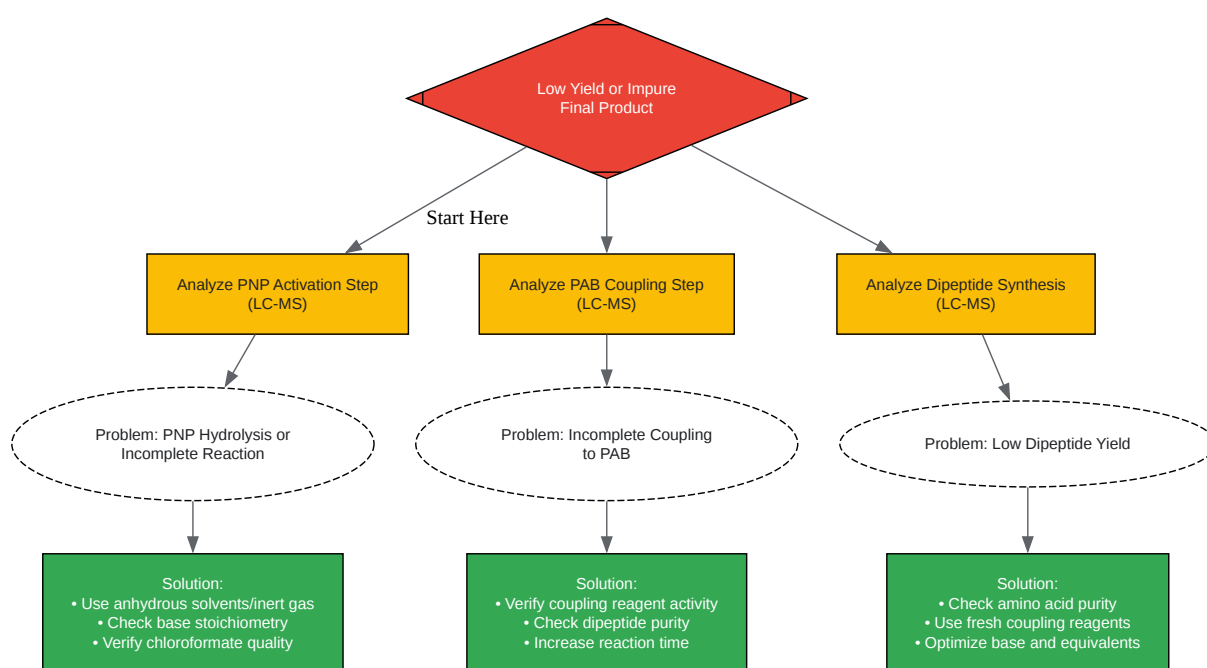 Low Yield or Impure
Final Product
Start Here
Analyze PNP Activation Step
(LC-MS)
Analyze PAB Coupling Step
(LC-MS)
Analyze Dipeptide Synthesis
(LC-MS)
Problem: PNP Hydrolysis or
Incomplete Reaction
Problem: Incomplete Coupling
to PAB
Problem: Low Dipeptide Yield
Solution:
• Use anhydrous solvents/inert gas
• Check base stoichiometry
• Verify chloroformate quality
Solution:
• Verify coupling reagent activity
• Check dipeptide purity
• Increase reaction time
Solution:
• Check amino acid purity
• Use fresh coupling reagents
• Optimize base and equivalents